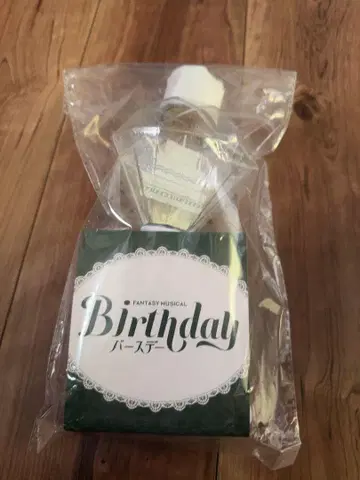 FANTASY MUSICAL
Birthday
バースデー